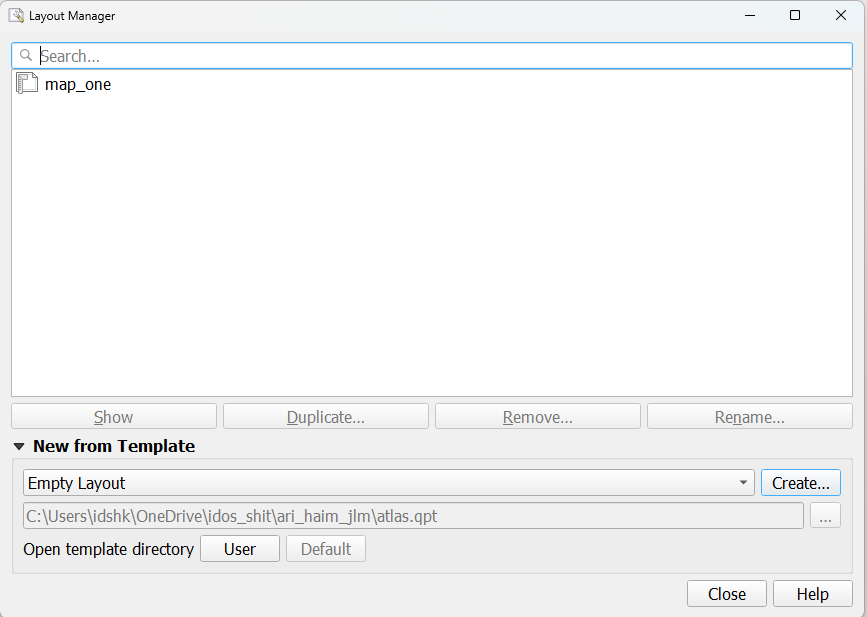 Layout Manager
Search...
map_one
Show Duplicate... Remove... Rename...
New from Template
Empty Layout Create...
C:\Users\idshk\OneDrive\idos_shit\ari_haim_jlm\atlas.qpt ...
Open template directory User Default
Close Help